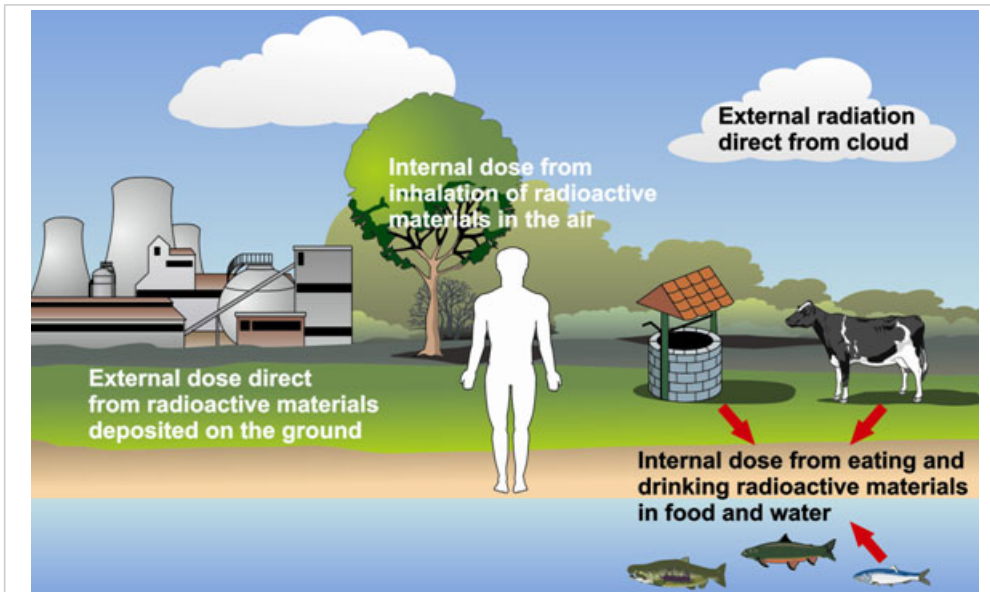 External radiation
direct from cloud
Internal dose from
inhalation of radioactive
materials in the air
External dose direct
from radioactive materials
deposited on the ground
Internal dose from eating and
drinking radioactive materials
in food and water